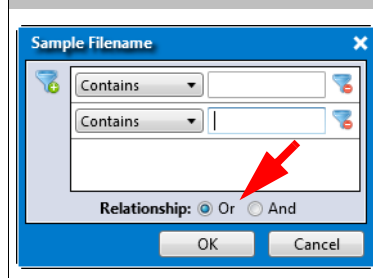 Sample Filename
Contains
Contains
Relationship: Or And
OK Cancel